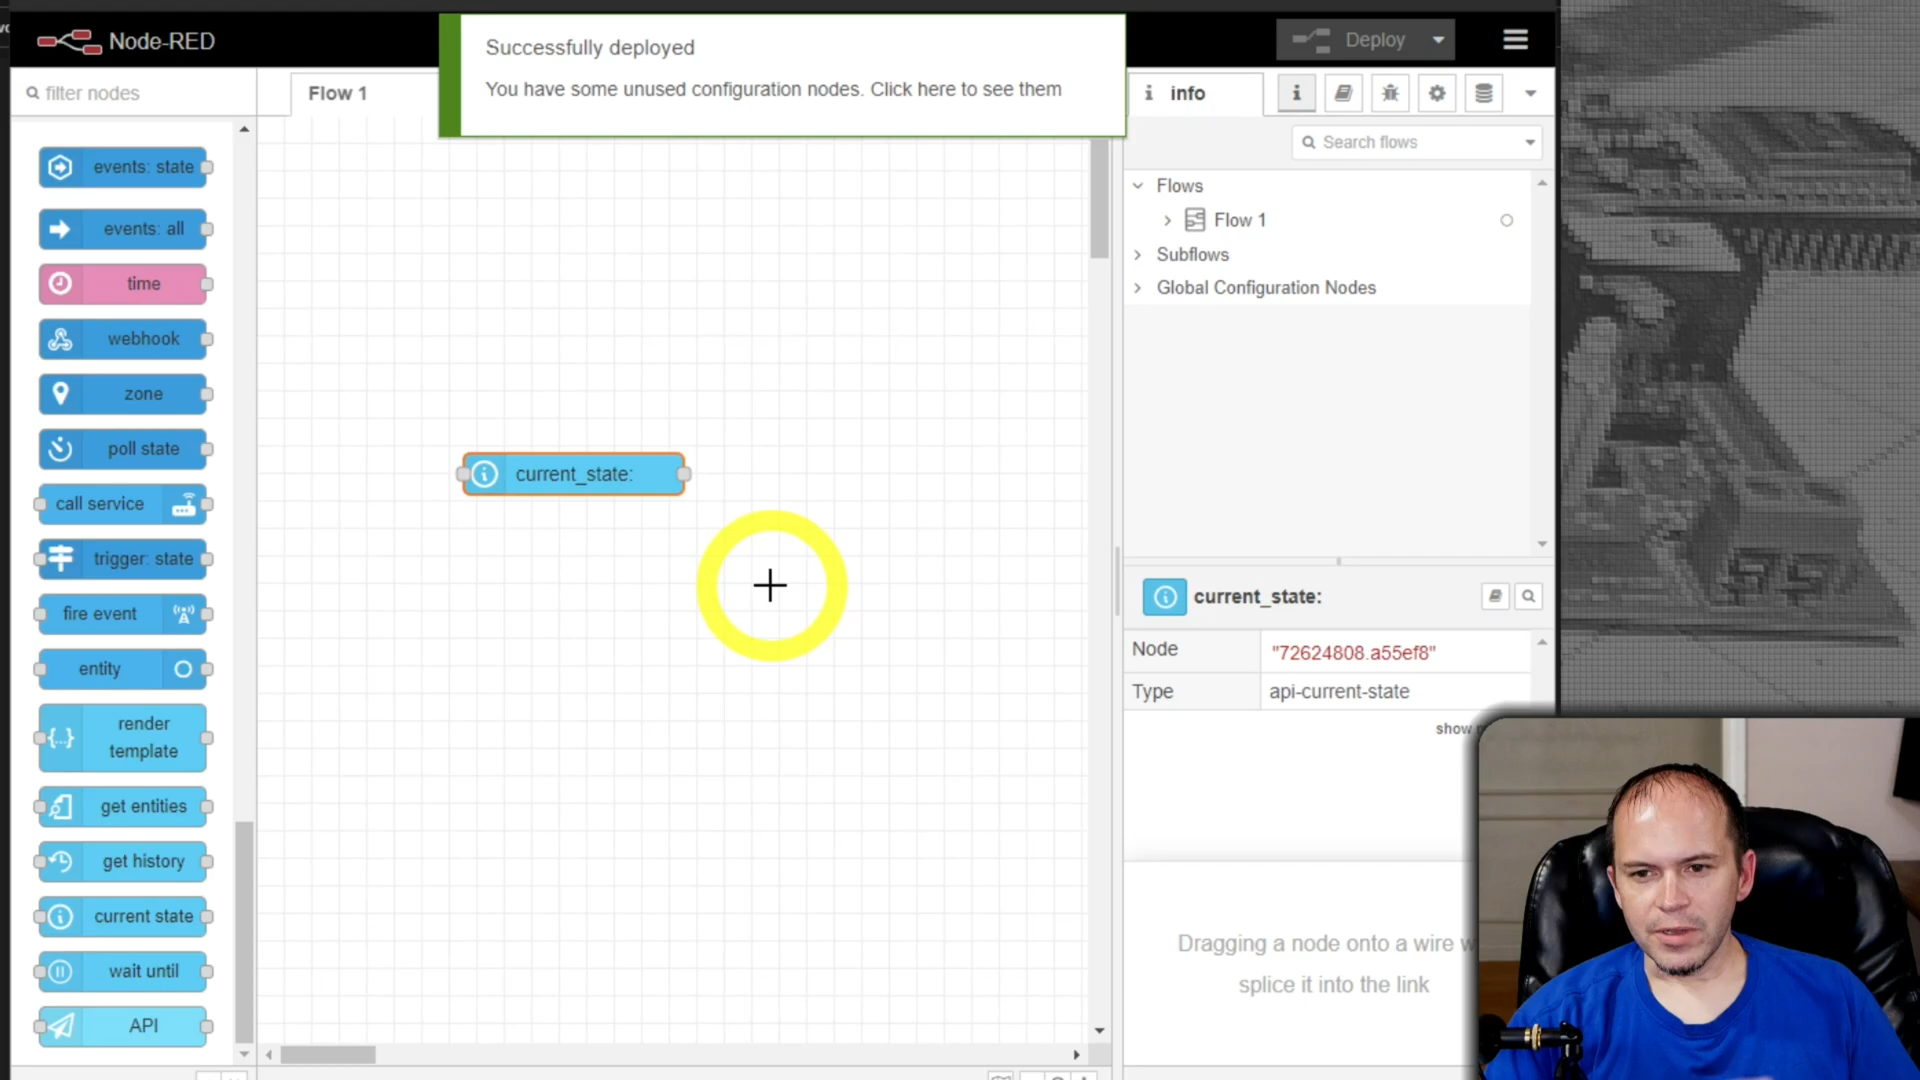 Node-RED
Successfully deployed
You have some unused configuration nodes. Click here to see them
Deploy
filter nodes
Flow 1
info
Search flows
events: state
events: all
time
webhook
zone
poll state
call service
trigger: state
fire event
entity
render
template
get entities
get history
current state
wait until
API
current_state:
Flows
Flow 1
Subflows
Global Configuration Nodes
current_state:
Node
"72624808.a55ef8"
Type
api-current-state
show
Dragging a node onto a wire
splice it into the link